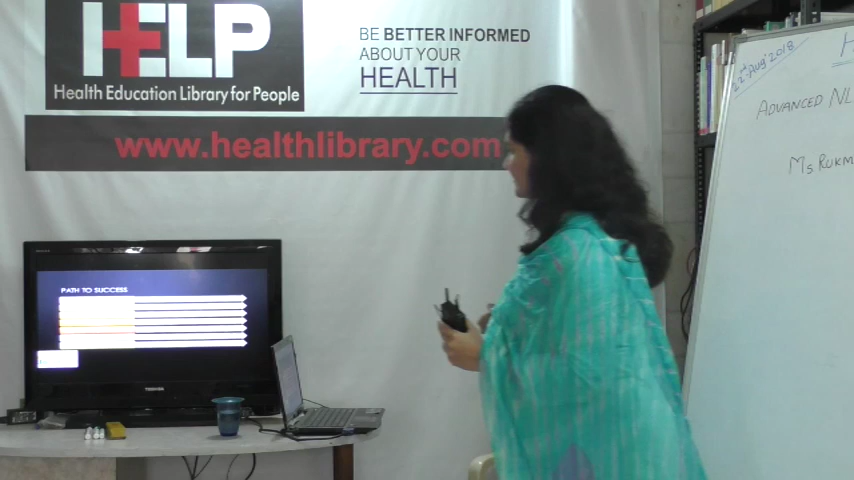 HELP
Health Education Library for People
BE BETTER INFORMED
ABOUT YOUR
HEALTH
www.healthlibrary.com
PATH TO SUCCESS
TOSHIBA
22nd Aug' 2018
H
ADVANCED NL
Ms RUKM